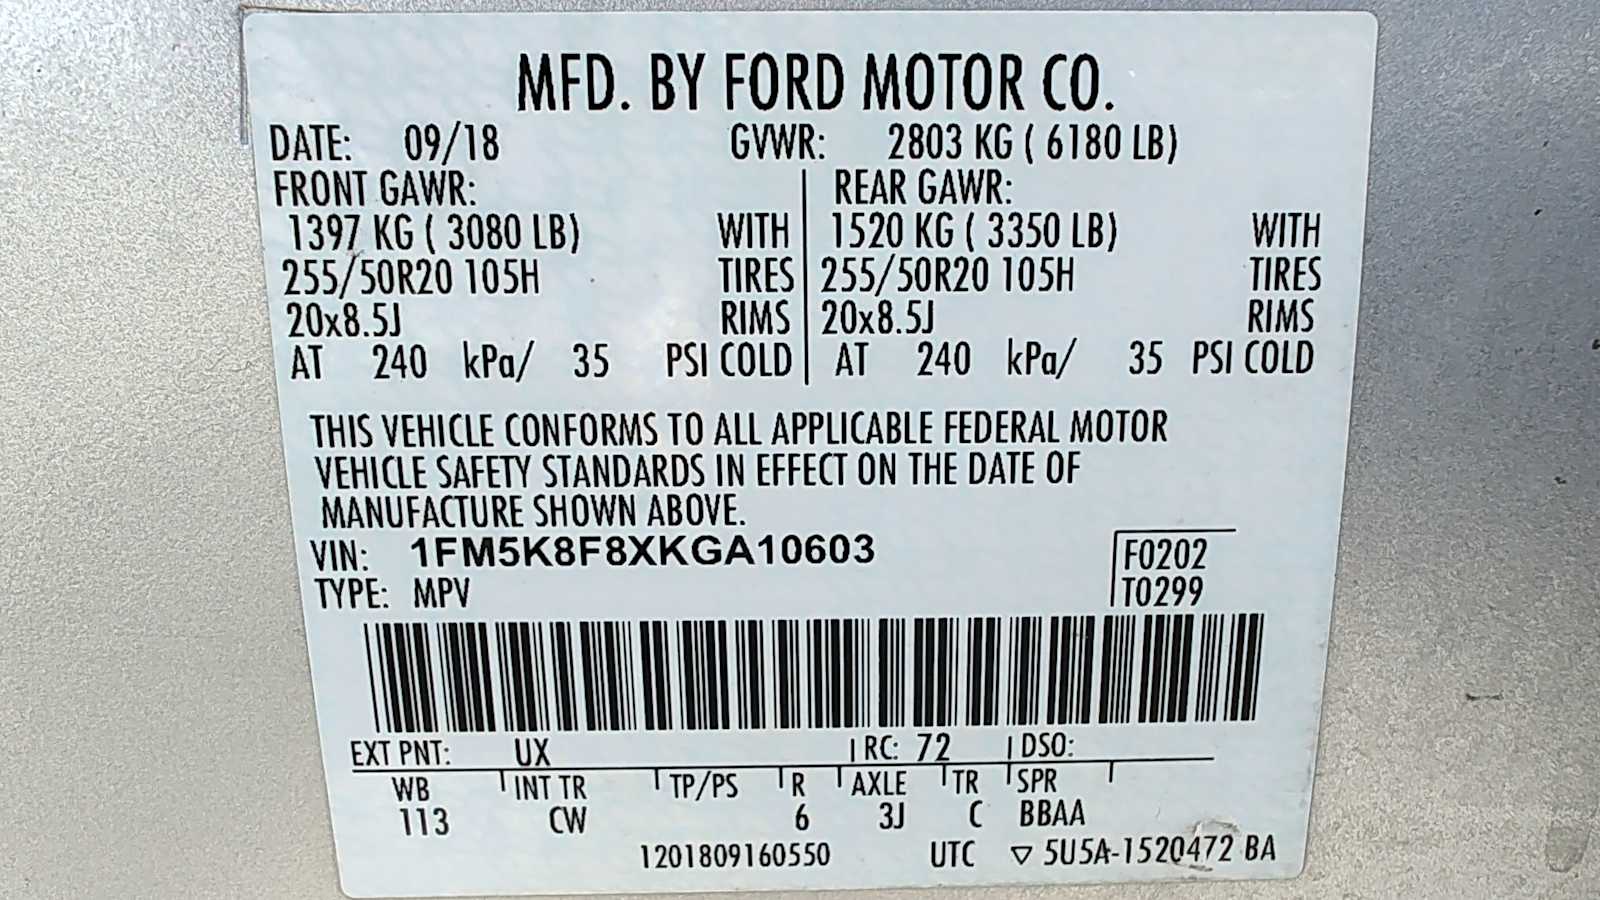 MFD. BY FORD MOTOR CO.
DATE: 09/18 GVWR: 2803 KG ( 6180 LB)
FRONT GAWR: REAR GAWR:
1397 KG ( 3080 LB) WITH 1520 KG ( 3350 LB) WITH
255/50R20 105H TIRES 255/50R20 105H TIRES
20x8.5J RIMS 20x8.5J RIMS
AT 240 kPa/ 35 PSI COLD AT 240 kPa/ 35 PSI COLD
THIS VEHICLE CONFORMS TO ALL APPLICABLE FEDERAL MOTOR
VEHICLE SAFETY STANDARDS IN EFFECT ON THE DATE OF
MANUFACTURE SHOWN ABOVE.
VIN: 1FM5K8F8XKGA10603 F0202
TYPE: MPV T0299
EXT PNT: UX RC: 72 DSO:
WB INT TR TP/PS R AXLE TR SPR
113 CW 6 3J C BBAA
1201809160550 UTC ▽ 5U5A-1520472 BA